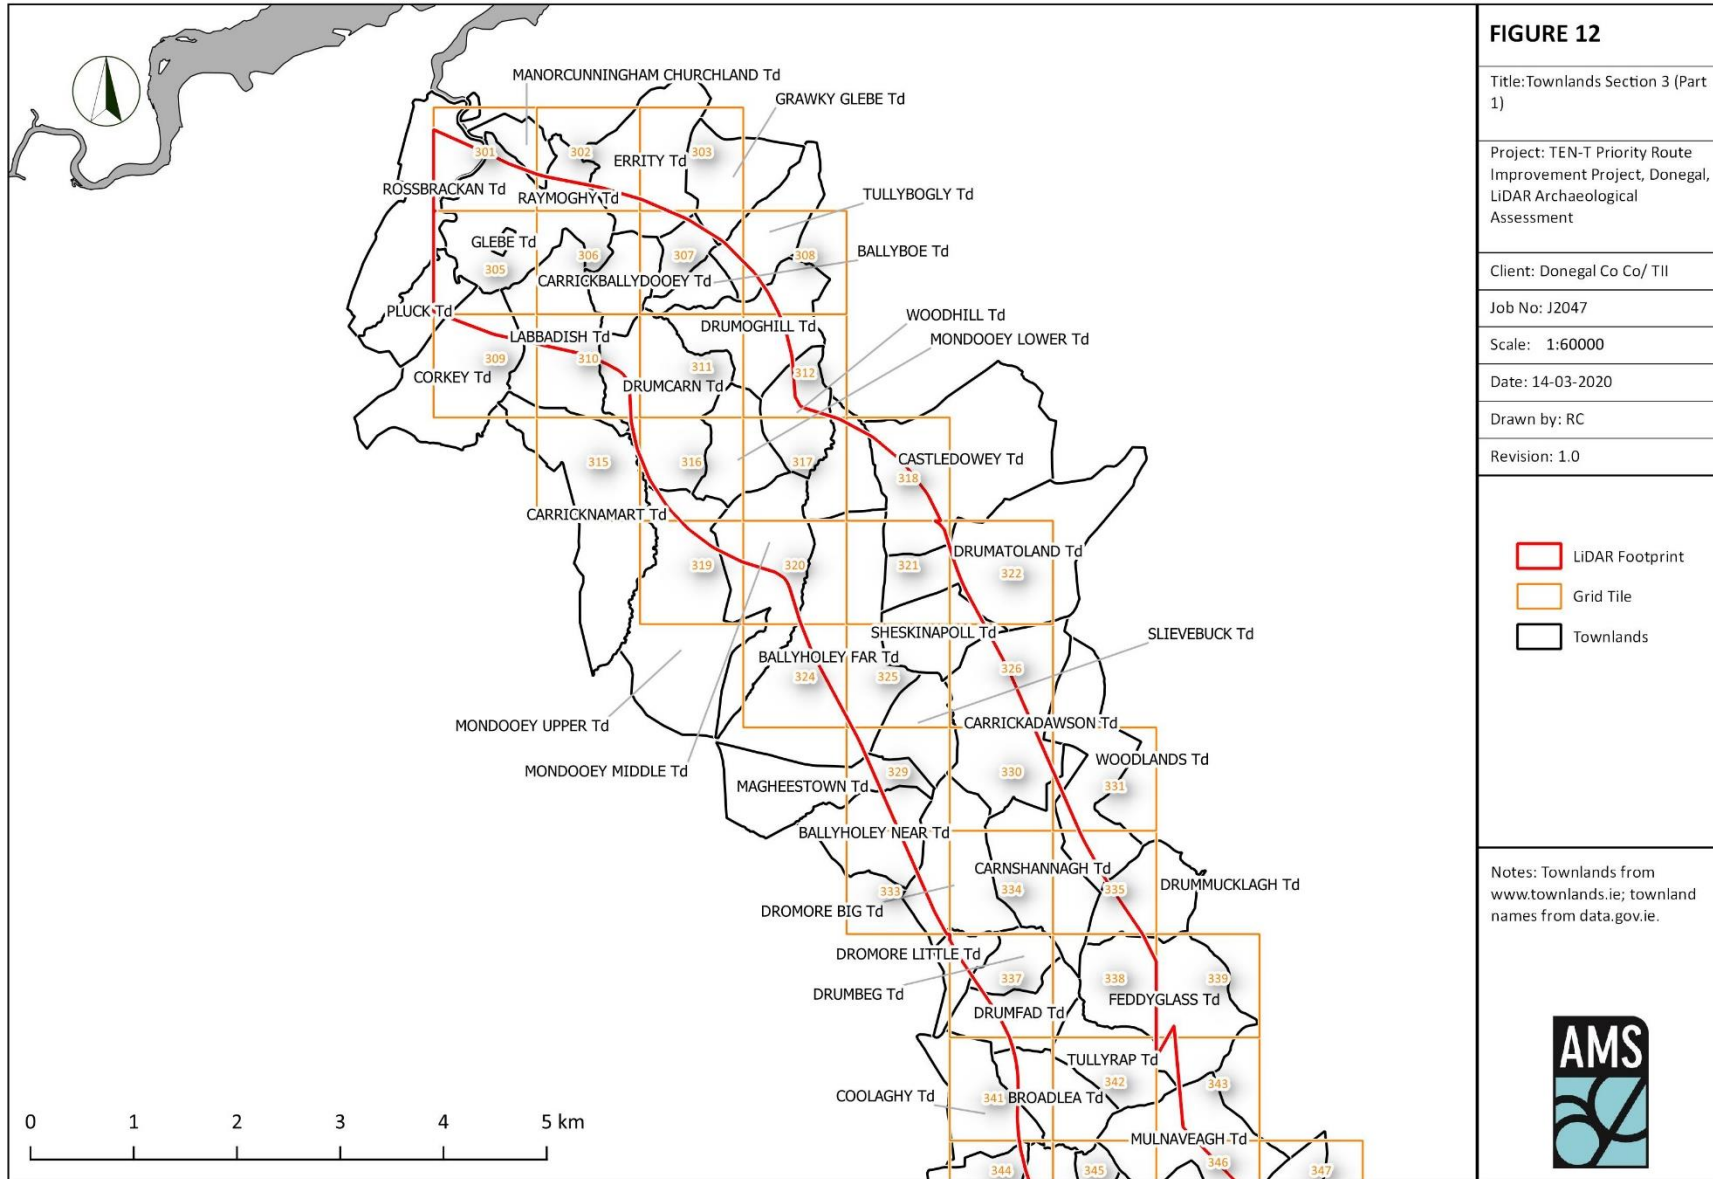 MANORCUNNINGHAM CHURCHLAND Td
GRAWKY GLEBE Td
301
302
303
ERRITY Td
ROSSBRACKAN Td
RAYMOGHY Td
TULLYBOGLY Td
GLEBE Td
BALLYBOE Td
305
306
307
308
CARRICKBALLYDOOEY Td
PLUCK Td
WOODHILL Td
DRUMOGHILL Td
LABBADISH Td
MONDOOEY LOWER Td
309
310
311
312
CORKEY Td
DRUMCARN Td
315
316
317
CASTLEDOWEY Td
318
CARRICKNAMART Td
DRUMATOLAND Td
319
320
321
322
SHESKINAPOLL Td
SLIEVEBUCK Td
BALLYHOLEY FAR Td
324
325
326
MONDOOEY UPPER Td
CARRICKADAWSON Td
WOODLANDS Td
MONDOOEY MIDDLE Td
329
330
331
MAGHEESTOWN Td
BALLYHOLEY NEAR Td
CARNSHANNAGH Td
DRUMMUCKLAGH Td
333
334
335
DROMORE BIG Td
DROMORE LITTLE Td
337
338
339
DRUMBEG Td
FEDDYGLASS Td
DRUMFAD Td
TULLYRAP Td
342
343
COOLAGHY Td
341
BROADLEA Td
MULNAVEAGH Td
344
345
346
347
0 1 2 3 4 5 km
FIGURE 12
Title:Townlands Section 3 (Part
1)
Project: TEN-T Priority Route
Improvement Project, Donegal,
LiDAR Archaeological
Assessment
Client: Donegal Co Co/ TII
Job No: J2047
Scale: 1:60000
Date: 14-03-2020
Drawn by: RC
Revision: 1.0
LiDAR Footprint
Grid Tile
Townlands
Notes: Townlands from
www.townlands.ie; townland
names from data.gov.ie.
AMS